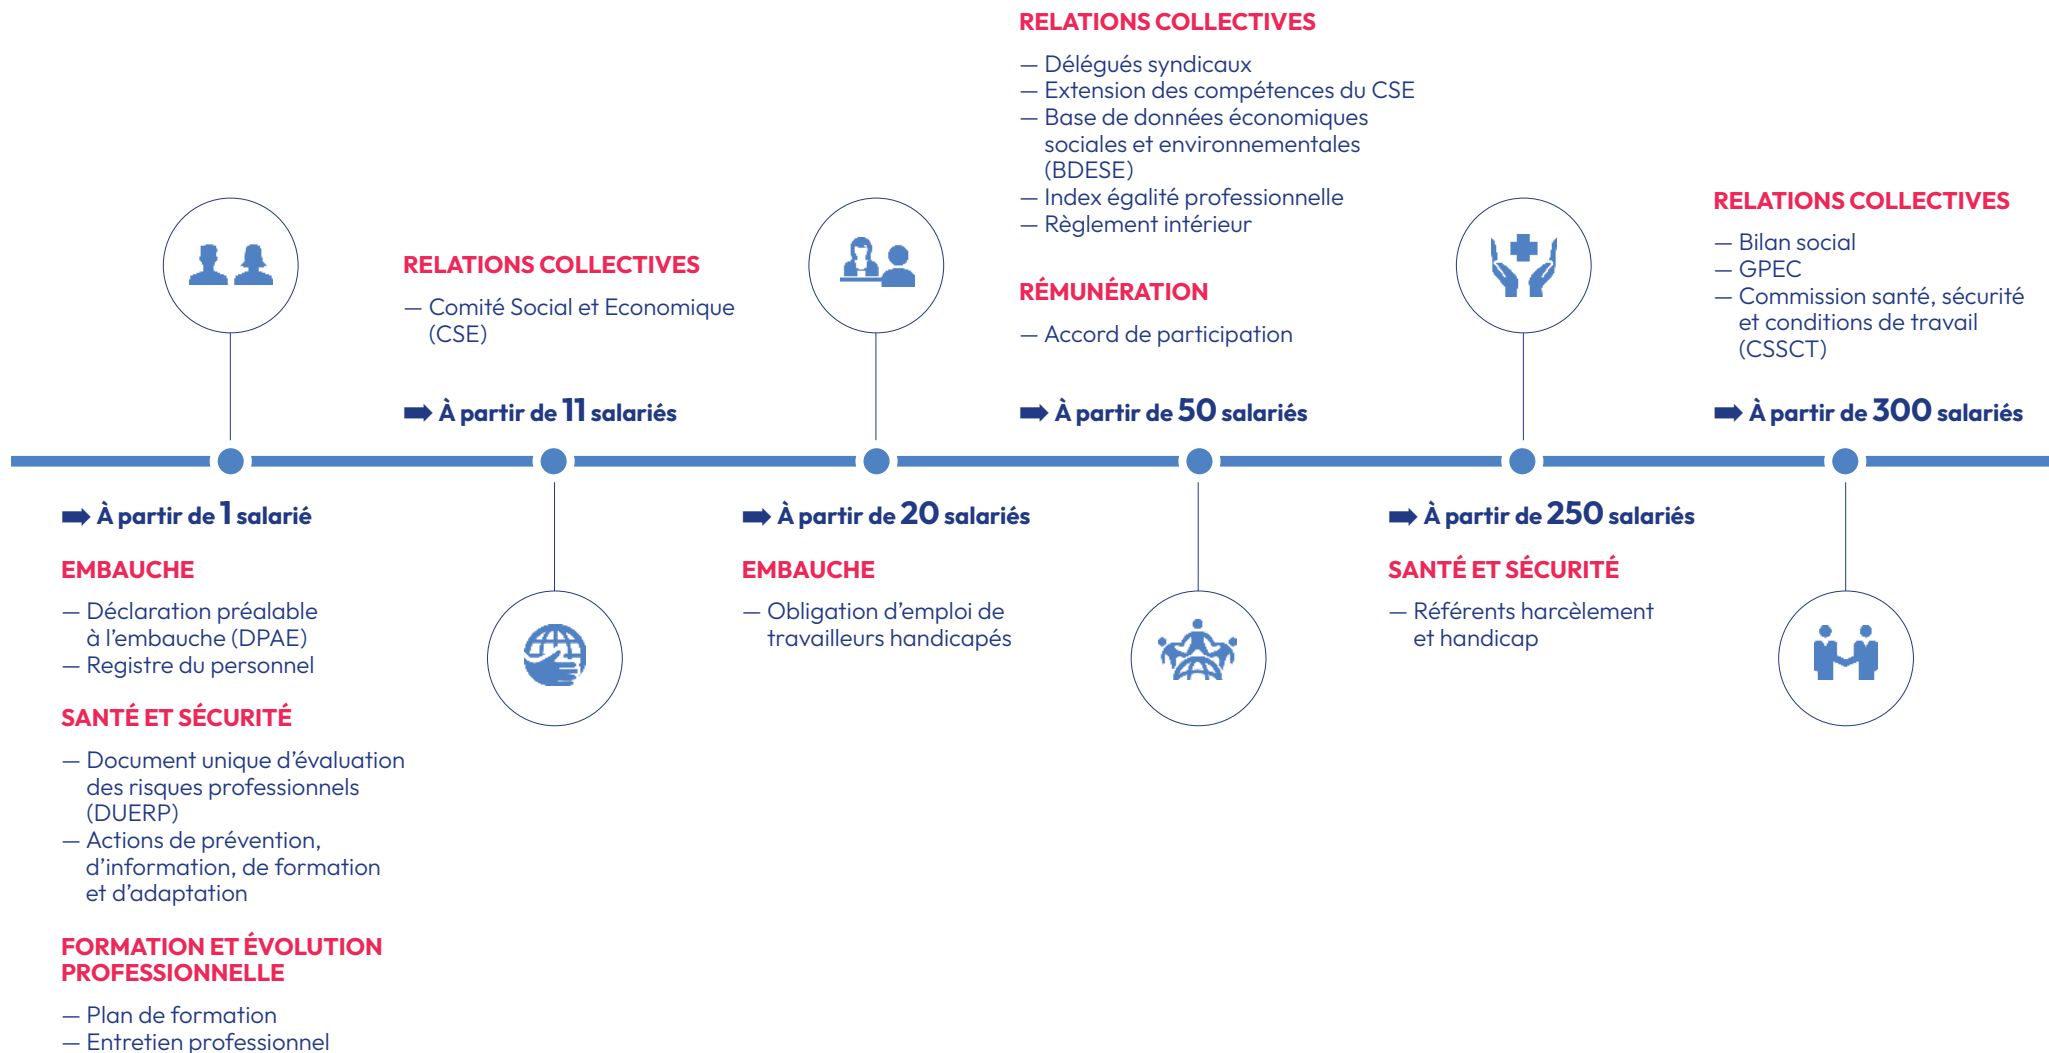 ➡ À partir de 1 salarié
EMBAUCHE
— Déclaration préalable
à l’embauche (DPAE)
— Registre du personnel
SANTÉ ET SÉCURITÉ
— Document unique d’évaluation
des risques professionnels
(DUERP)
— Actions de prévention,
d’information, de formation
et d’adaptation
FORMATION ET ÉVOLUTION
PROFESSIONNELLE
— Plan de formation
— Entretien professionnel
RELATIONS COLLECTIVES
— Comité Social et Economique
(CSE)
➡ À partir de 11 salariés
➡ À partir de 20 salariés
EMBAUCHE
— Obligation d’emploi de
travailleurs handicapés
RELATIONS COLLECTIVES
— Délégués syndicaux
— Extension des compétences du CSE
— Base de données économiques
sociales et environnementales
(BDESE)
— Index égalité professionnelle
— Règlement intérieur
RÉMUNÉRATION
— Accord de participation
➡ À partir de 50 salariés
➡ À partir de 250 salariés
SANTÉ ET SÉCURITÉ
— Référents harcèlement
et handicap
RELATIONS COLLECTIVES
— Bilan social
— GPEC
— Commission santé, sécurité
et conditions de travail
(CSSCT)
➡ À partir de 300 salariés